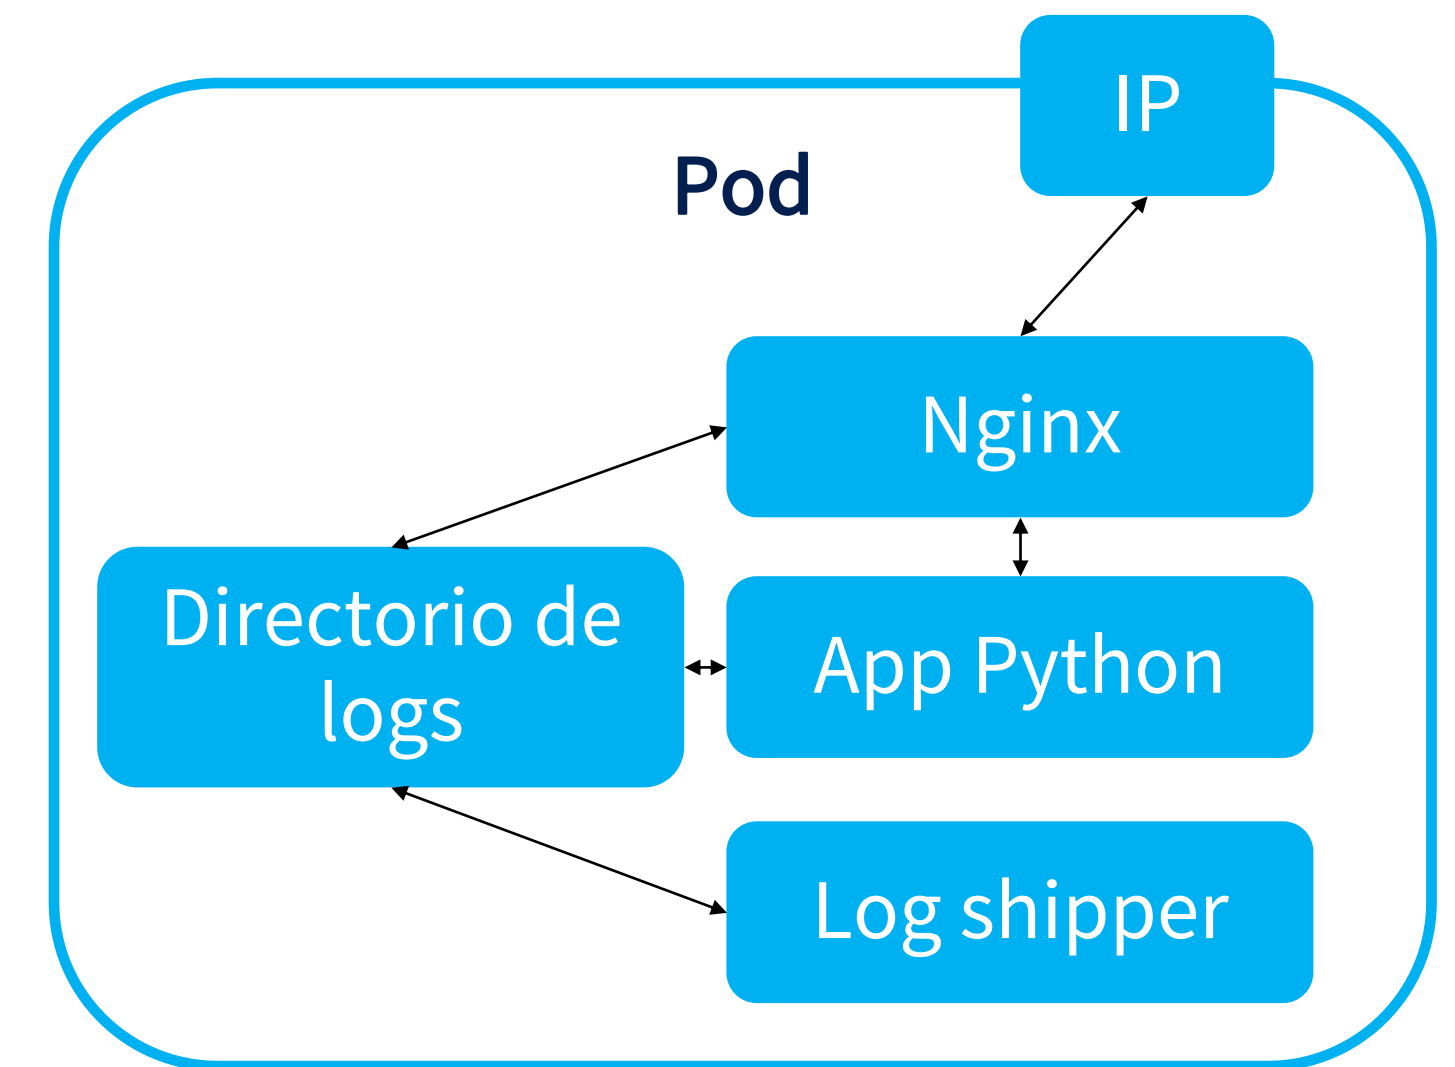 IP
Pod
Nginx
Directorio de
logs
App Python
Log shipper